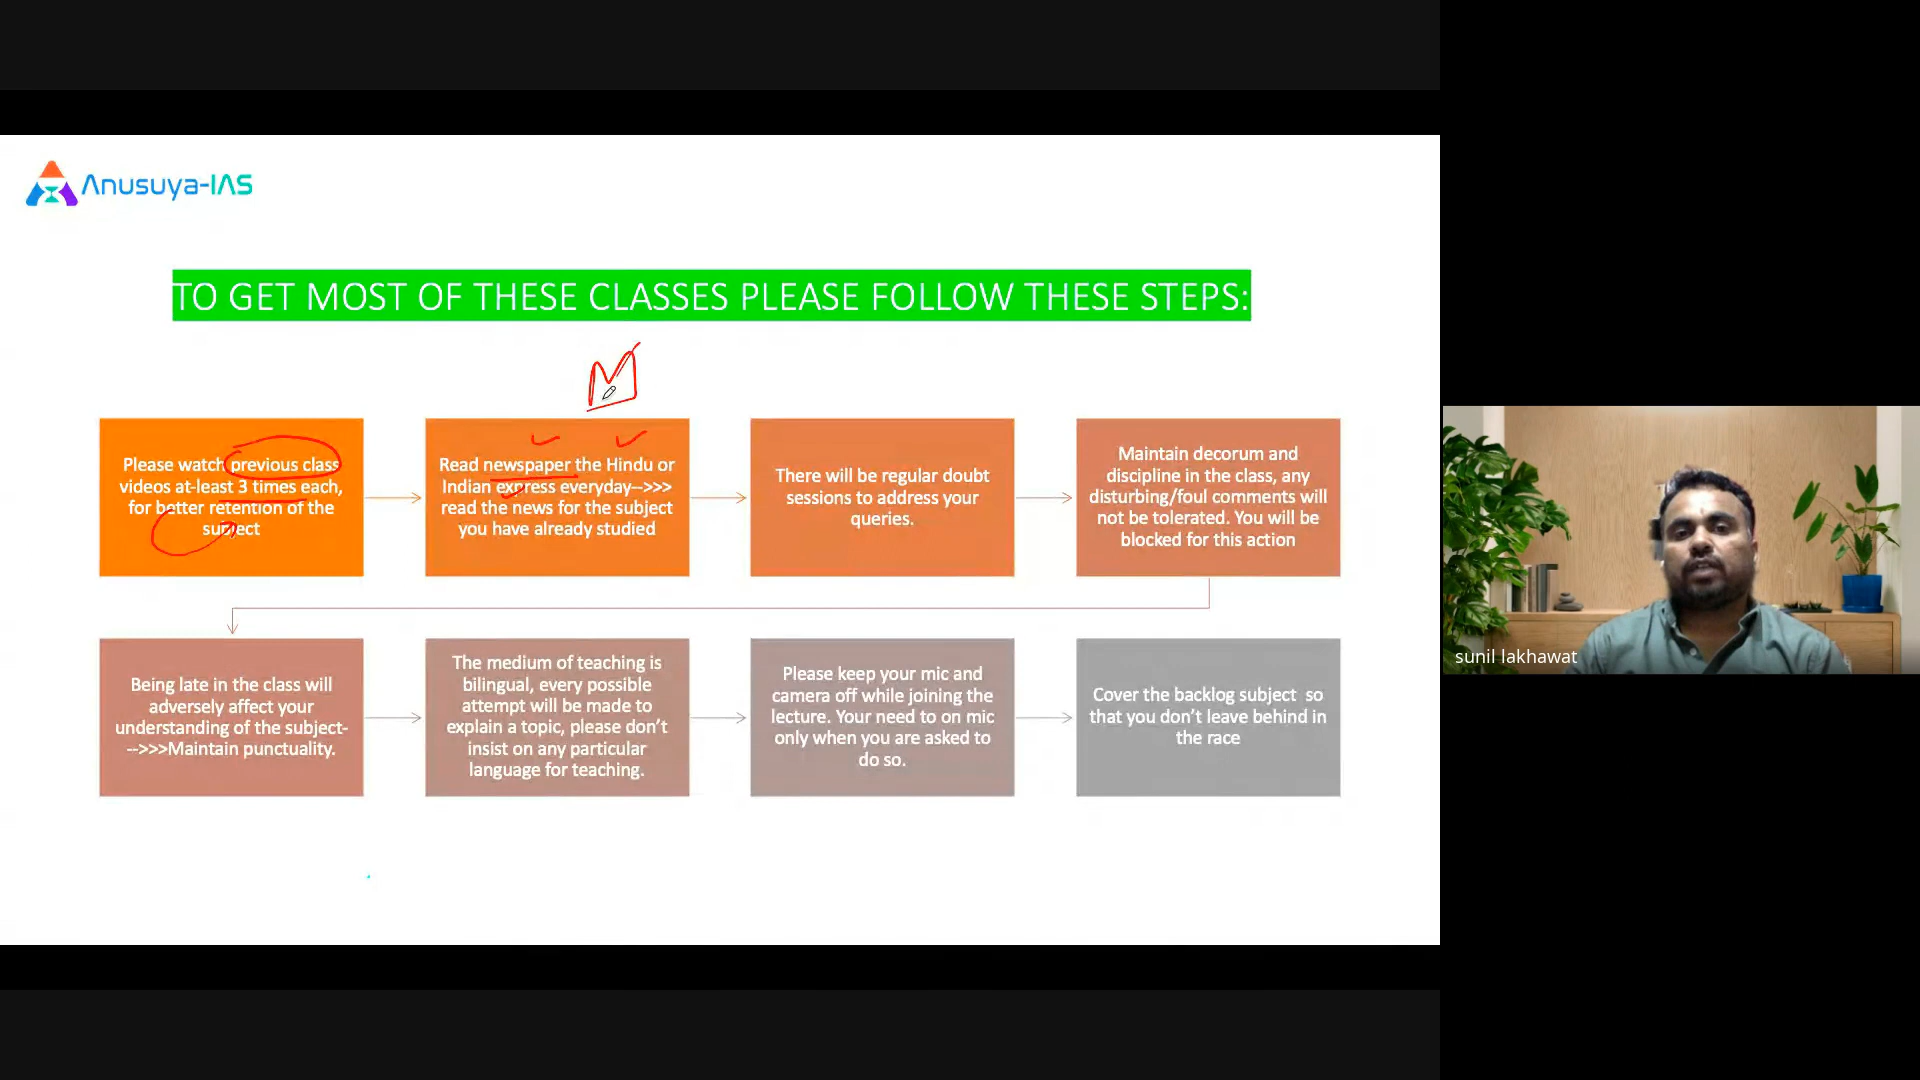 Anusuya-IAS
TO GET MOST OF THESE CLASSES PLEASE FOLLOW THESE STEPS:
Please watch previous class
videos at-least 3 times each,
for better retention of the
subject
Read newspaper the Hindu or
Indian express everyday-->>>
read the news for the subject
you have already studied
There will be regular doubt
sessions to address your
queries.
Maintain decorum and
discipline in the class, any
disturbing/foul comments will
not be tolerated. You will be
blocked for this action
Being late in the class will
adversely affect your
understanding of the subject-
-->>>Maintain punctuality.
The medium of teaching is
bilingual, every possible
attempt will be made to
explain a topic, please don't
insist on any particular
language for teaching.
Please keep your mic and
camera off while joining the
lecture. Your need to on mic
only when you are asked to
do so.
Cover the backlog subject so
that you don't leave behind in
the race
sunil lakhawat